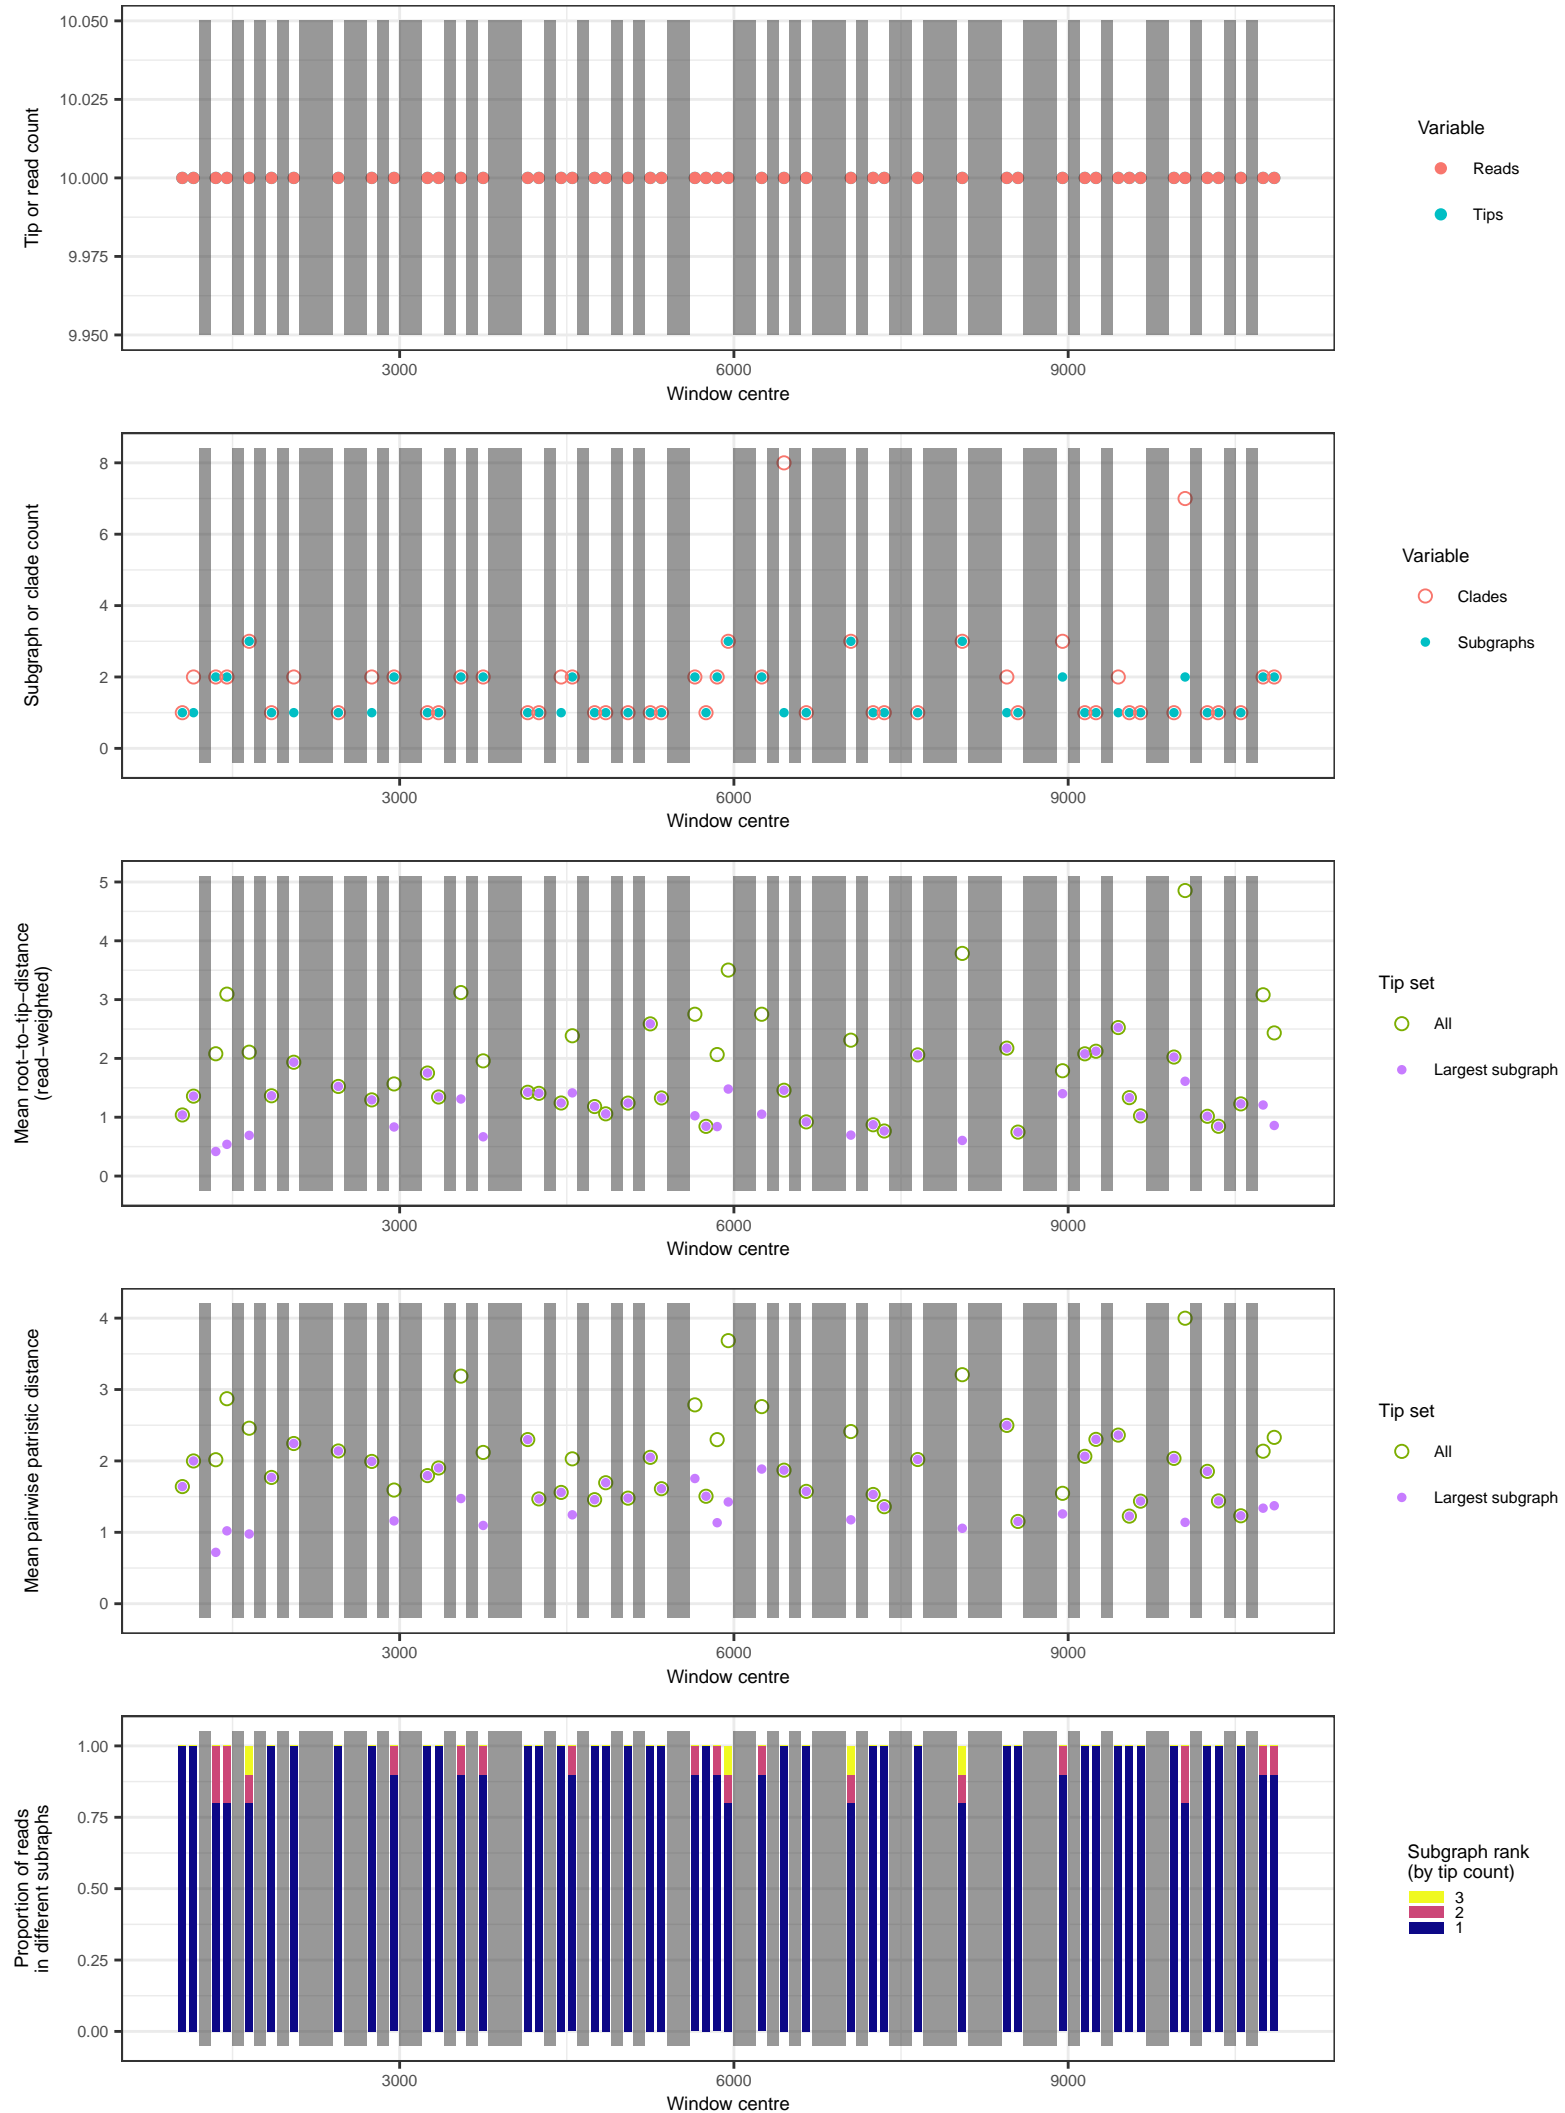 10.050
10.025
10.000
9.975
9.950
Tip or read count
3000
6000
9000
Window centre
Variable
Reads
Tips
8
6
4
2
0
Subgraph or clade count
3000
6000
9000
Window centre
Variable
Clades
Subgraphs
5
4
3
2
1
0
Mean root−to−tip−distance
(read−weighted)
3000
6000
9000
Window centre
Tip set
All
Largest subgraph
4
3
2
1
0
Mean pairwise patristic distance
3000
6000
9000
Window centre
Tip set
All
Largest subgraph
1.00
0.75
0.50
0.25
0.00
Proportion of reads
in different subraphs
3000
6000
9000
Window centre
Subgraph rank
(by tip count)
3
2
1